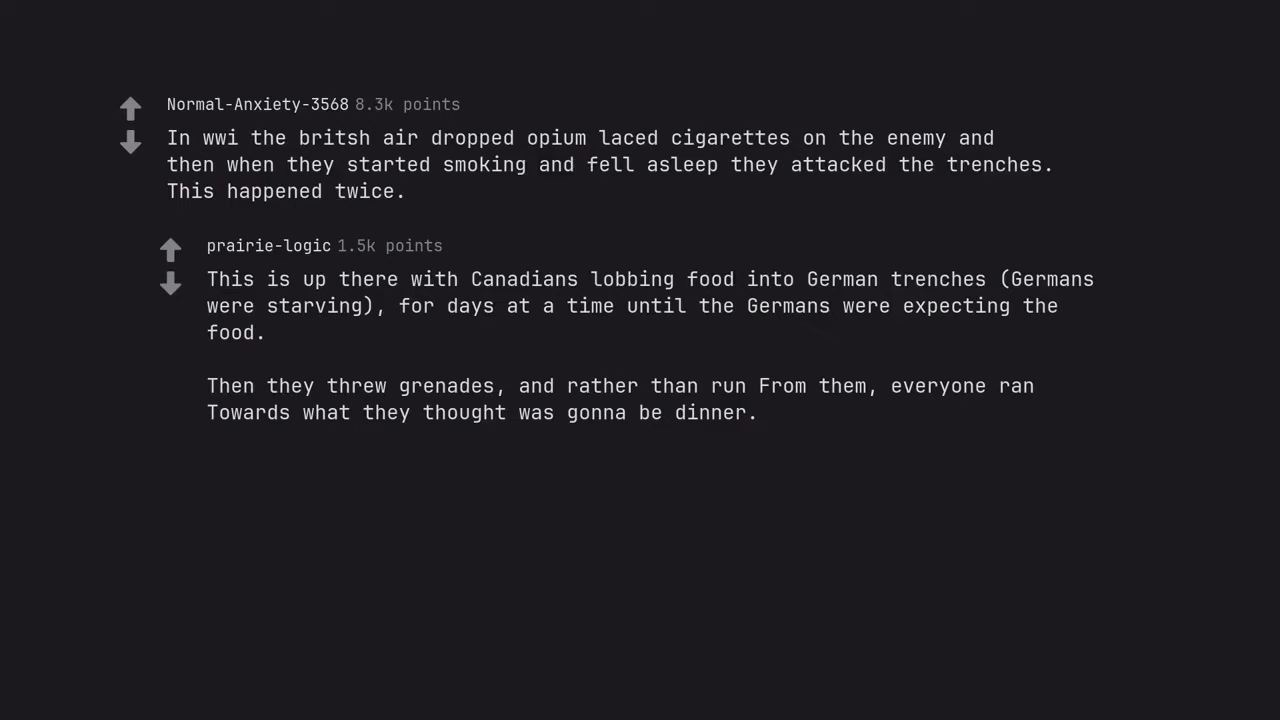 Normal-Anxiety-3568 8.3k points
In wwi the britsh air dropped opium laced cigarettes on the enemy and
then when they started smoking and fell asleep they attacked the trenches.
This happened twice.
prairie-logic 1.5k points
This is up there with Canadians lobbing food into German trenches (Germans
were starving), for days at a time until the Germans were expecting the
food.
Then they threw grenades, and rather than run From them, everyone ran
Towards what they thought was gonna be dinner.